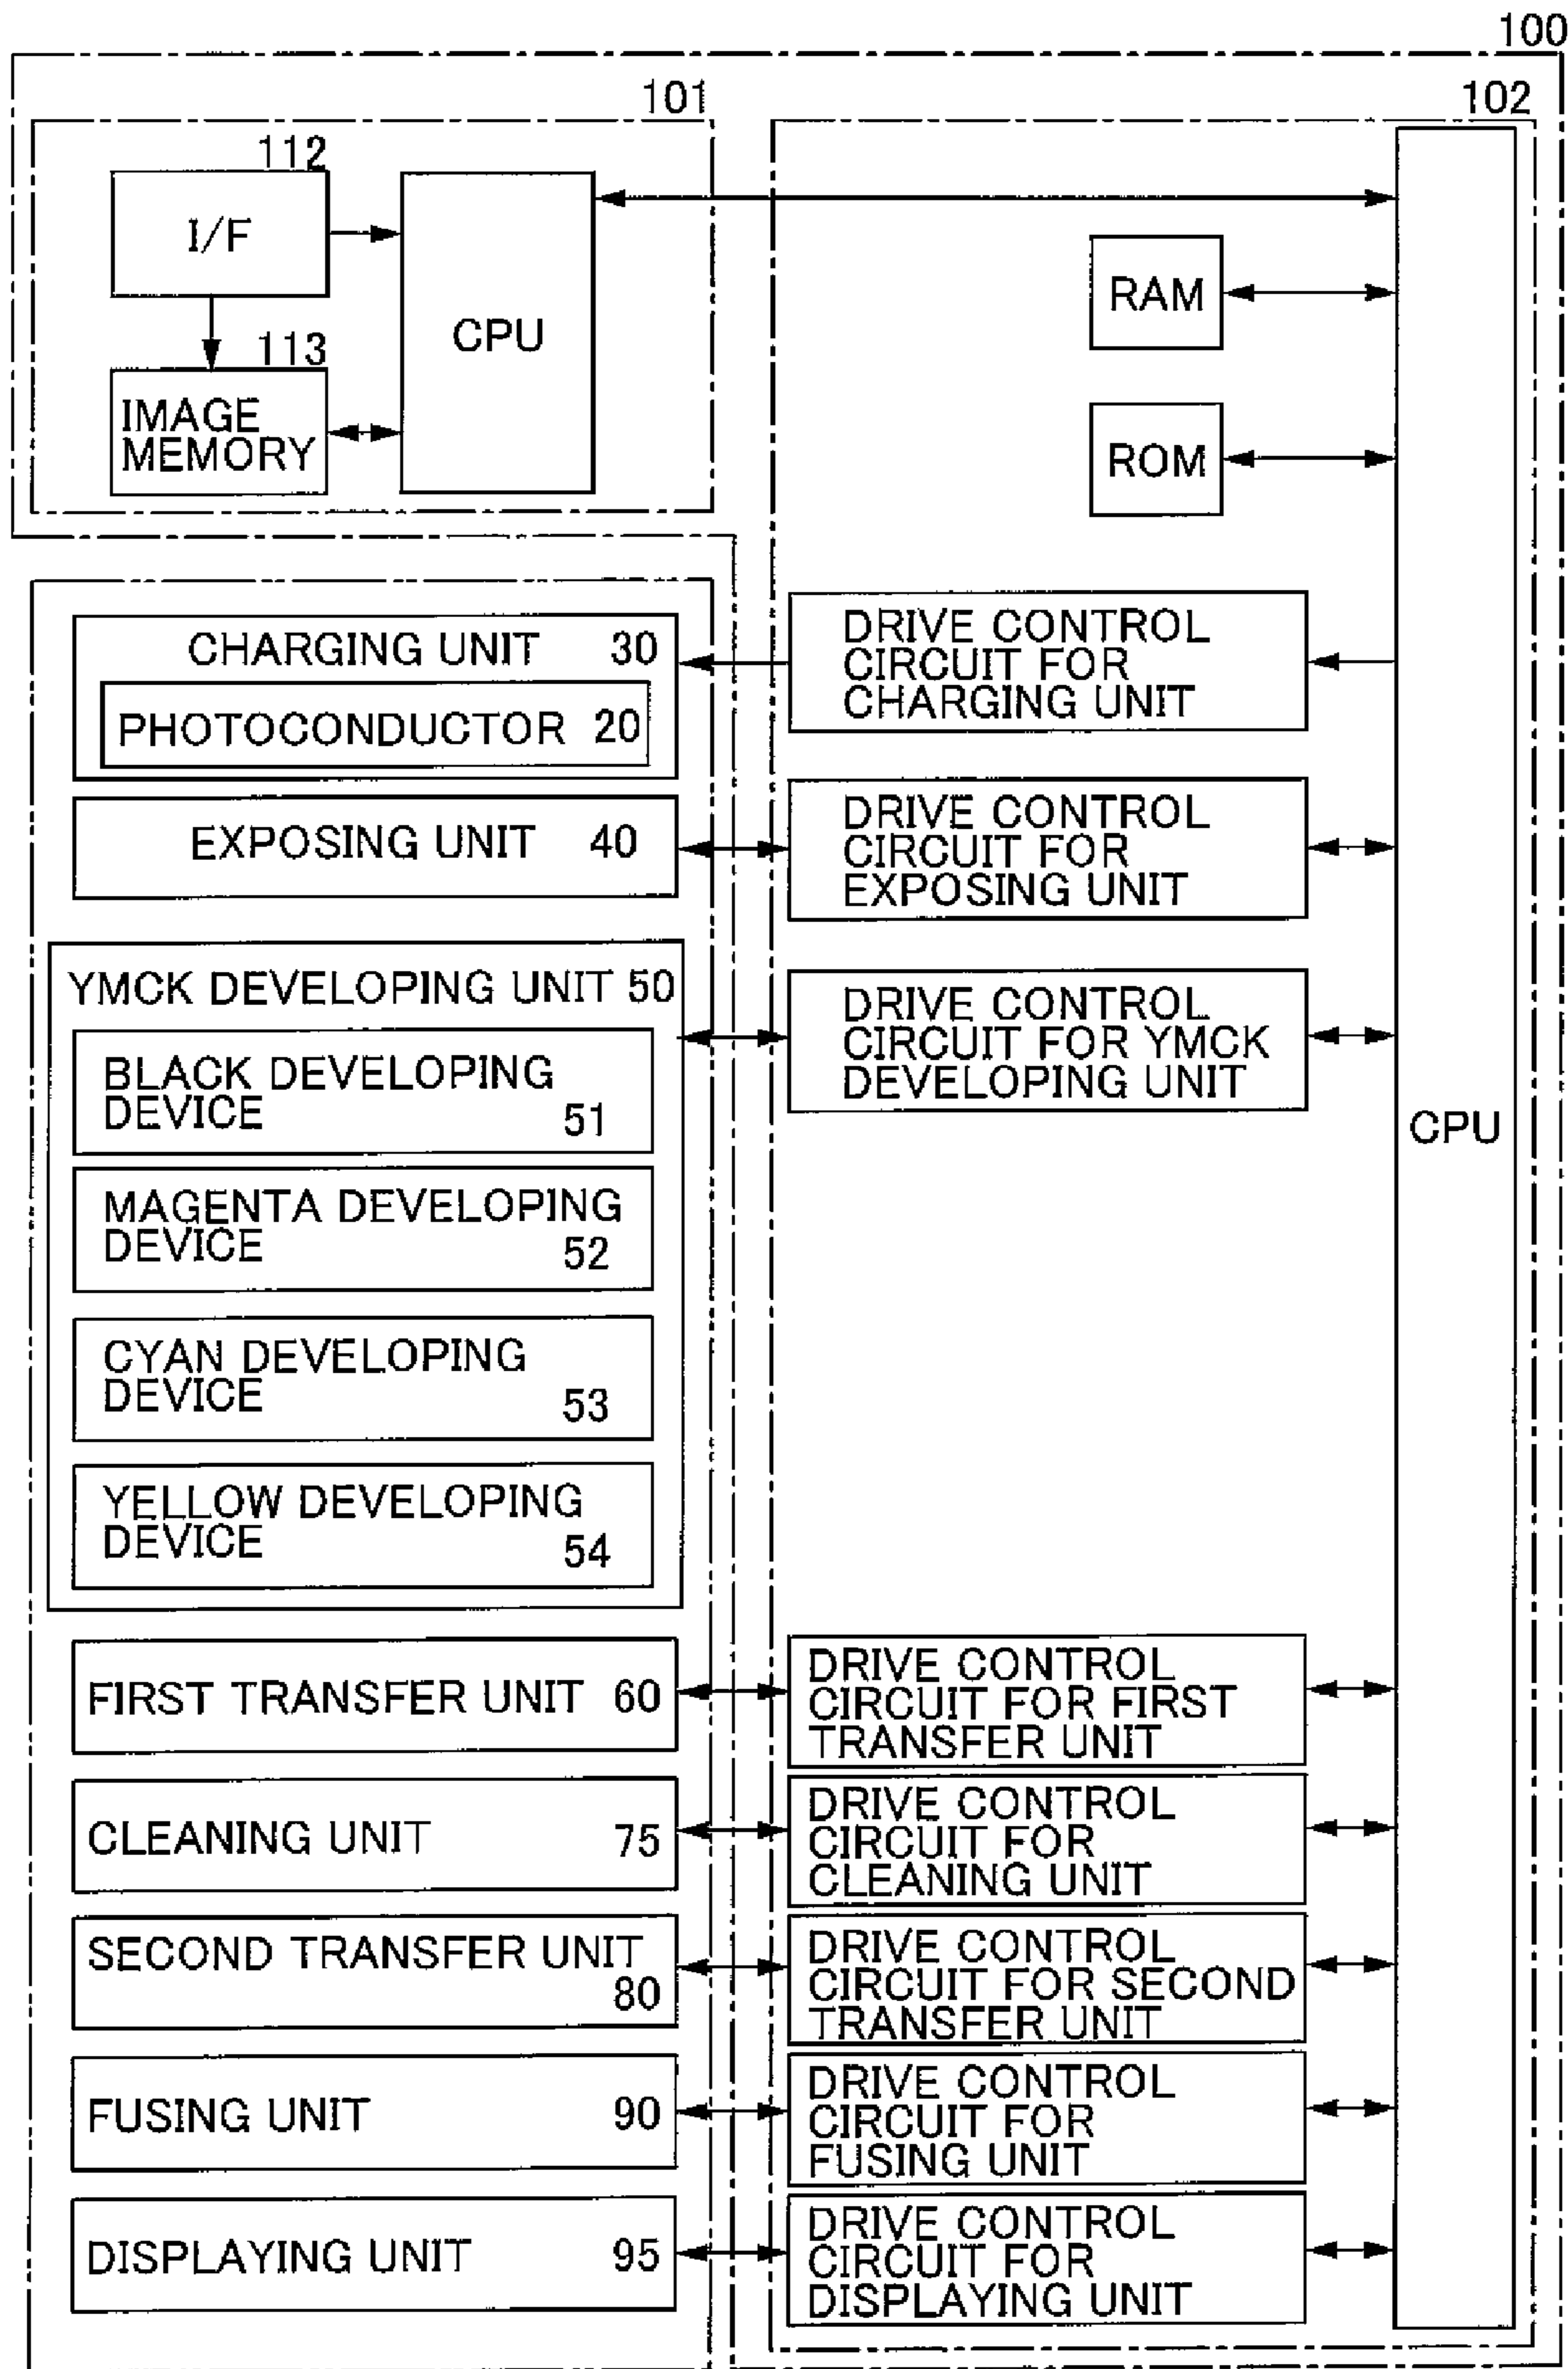 100
101
102
112
I/F
CPU
113
IMAGE
MEMORY
RAM
ROM
CHARGING UNIT 30
PHOTOCONDUCTOR 20
DRIVE CONTROL
CIRCUIT FOR
CHARGING UNIT
EXPOSING UNIT 40
DRIVE CONTROL
CIRCUIT FOR
EXPOSING UNIT
YMCK DEVELOPING UNIT 50
DRIVE CONTROL
CIRCUIT FOR YMCK
DEVELOPING UNIT
BLACK DEVELOPING
DEVICE 51
CPU
MAGENTA DEVELOPING
DEVICE 52
CYAN DEVELOPING
DEVICE 53
YELLOW DEVELOPING
DEVICE 54
FIRST TRANSFER UNIT 60
DRIVE CONTROL
CIRCUIT FOR FIRST
TRANSFER UNIT
CLEANING UNIT 75
DRIVE CONTROL
CIRCUIT FOR
CLEANING UNIT
SECOND TRANSFER UNIT
80
DRIVE CONTROL
CIRCUIT FOR SECOND
TRANSFER UNIT
FUSING UNIT 90
DRIVE CONTROL
CIRCUIT FOR
FUSING UNIT
DISPLAYING UNIT 95
DRIVE CONTROL
CIRCUIT FOR
DISPLAYING UNIT